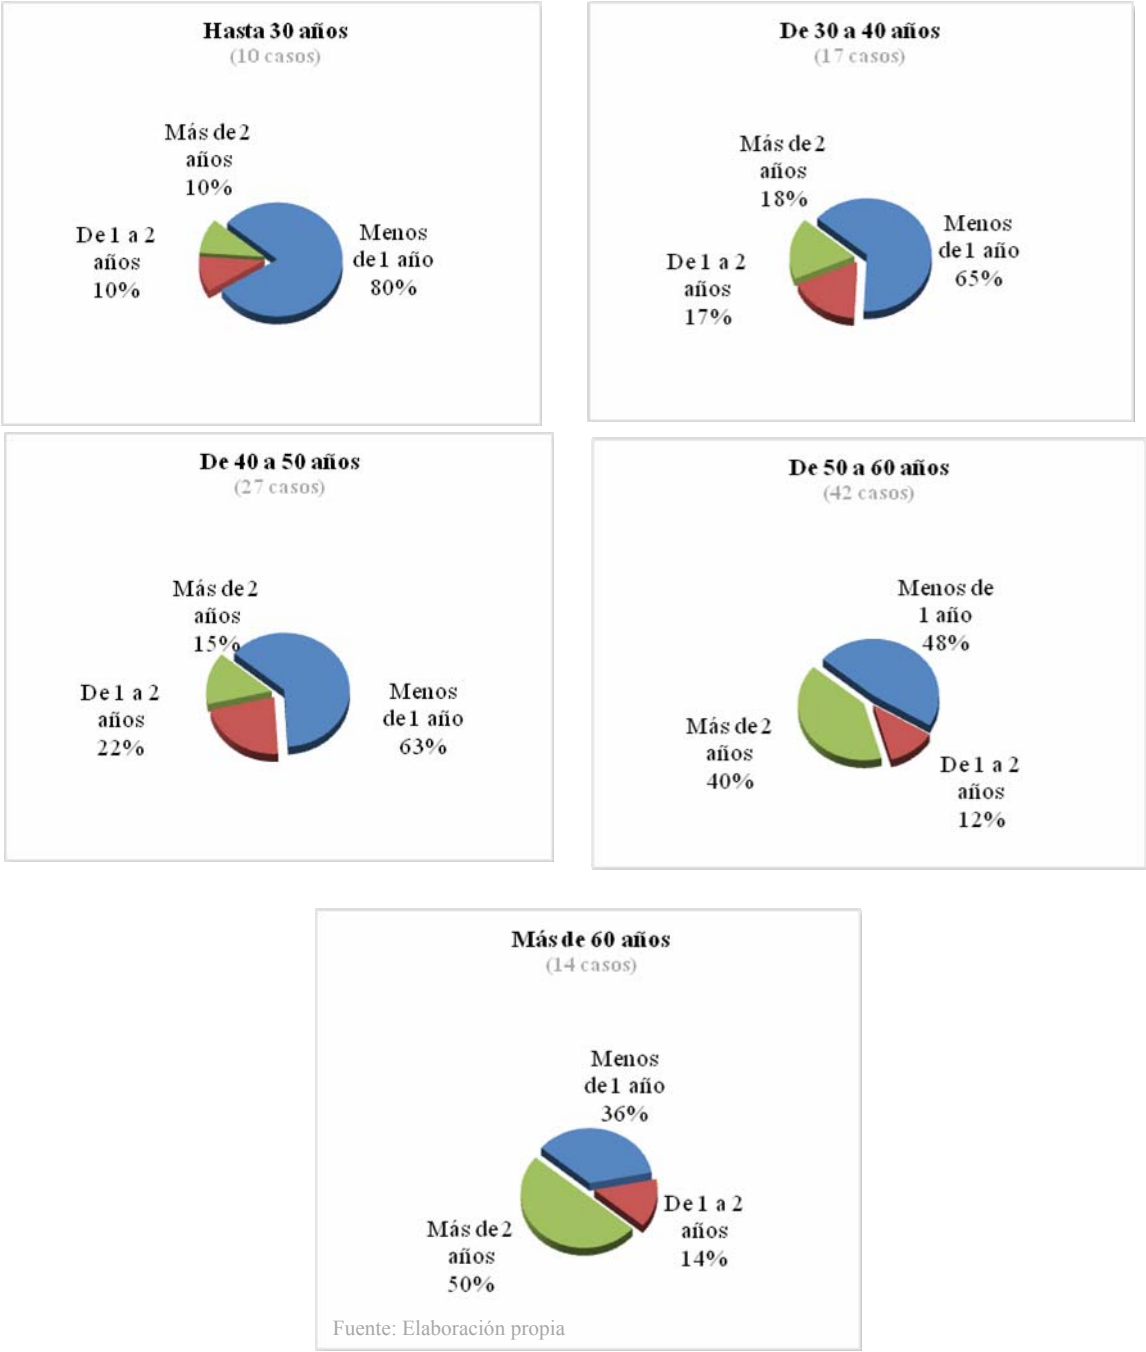 Hasta 30 años
(10 casos)
Más de 2
años
10%
De 1 a 2
años
10%
Menos
de 1 año
80%
De 30 a 40 años
(17 casos)
Más de 2
años
18%
De 1 a 2
años
17%
Menos
de 1 año
65%
De 40 a 50 años
(27 casos)
Más de 2
años
15%
De 1 a 2
años
22%
Menos
de 1 año
63%
De 50 a 60 años
(42 casos)
Menos de
1 año
48%
Más de 2
años
40%
De 1 a 2
años
12%
Más de 60 años
(14 casos)
Menos
de 1 año
36%
De 1 a 2
años
14%
Más de 2
años
50%
Fuente: Elaboración propia